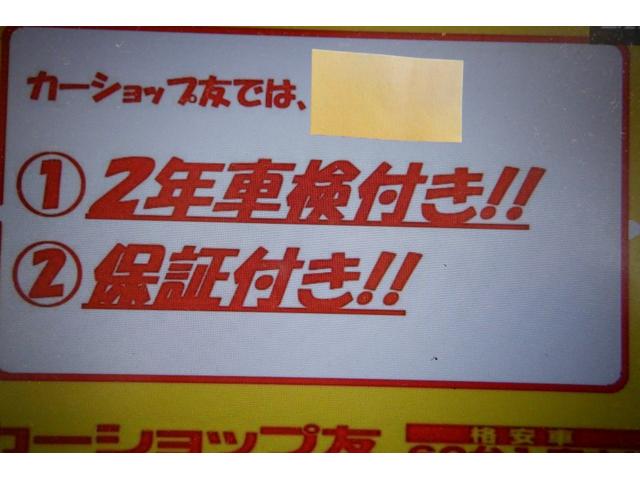 カーショップ友では、
①2年車検付き!!
②保証付き!!
カーショップ友
格安車